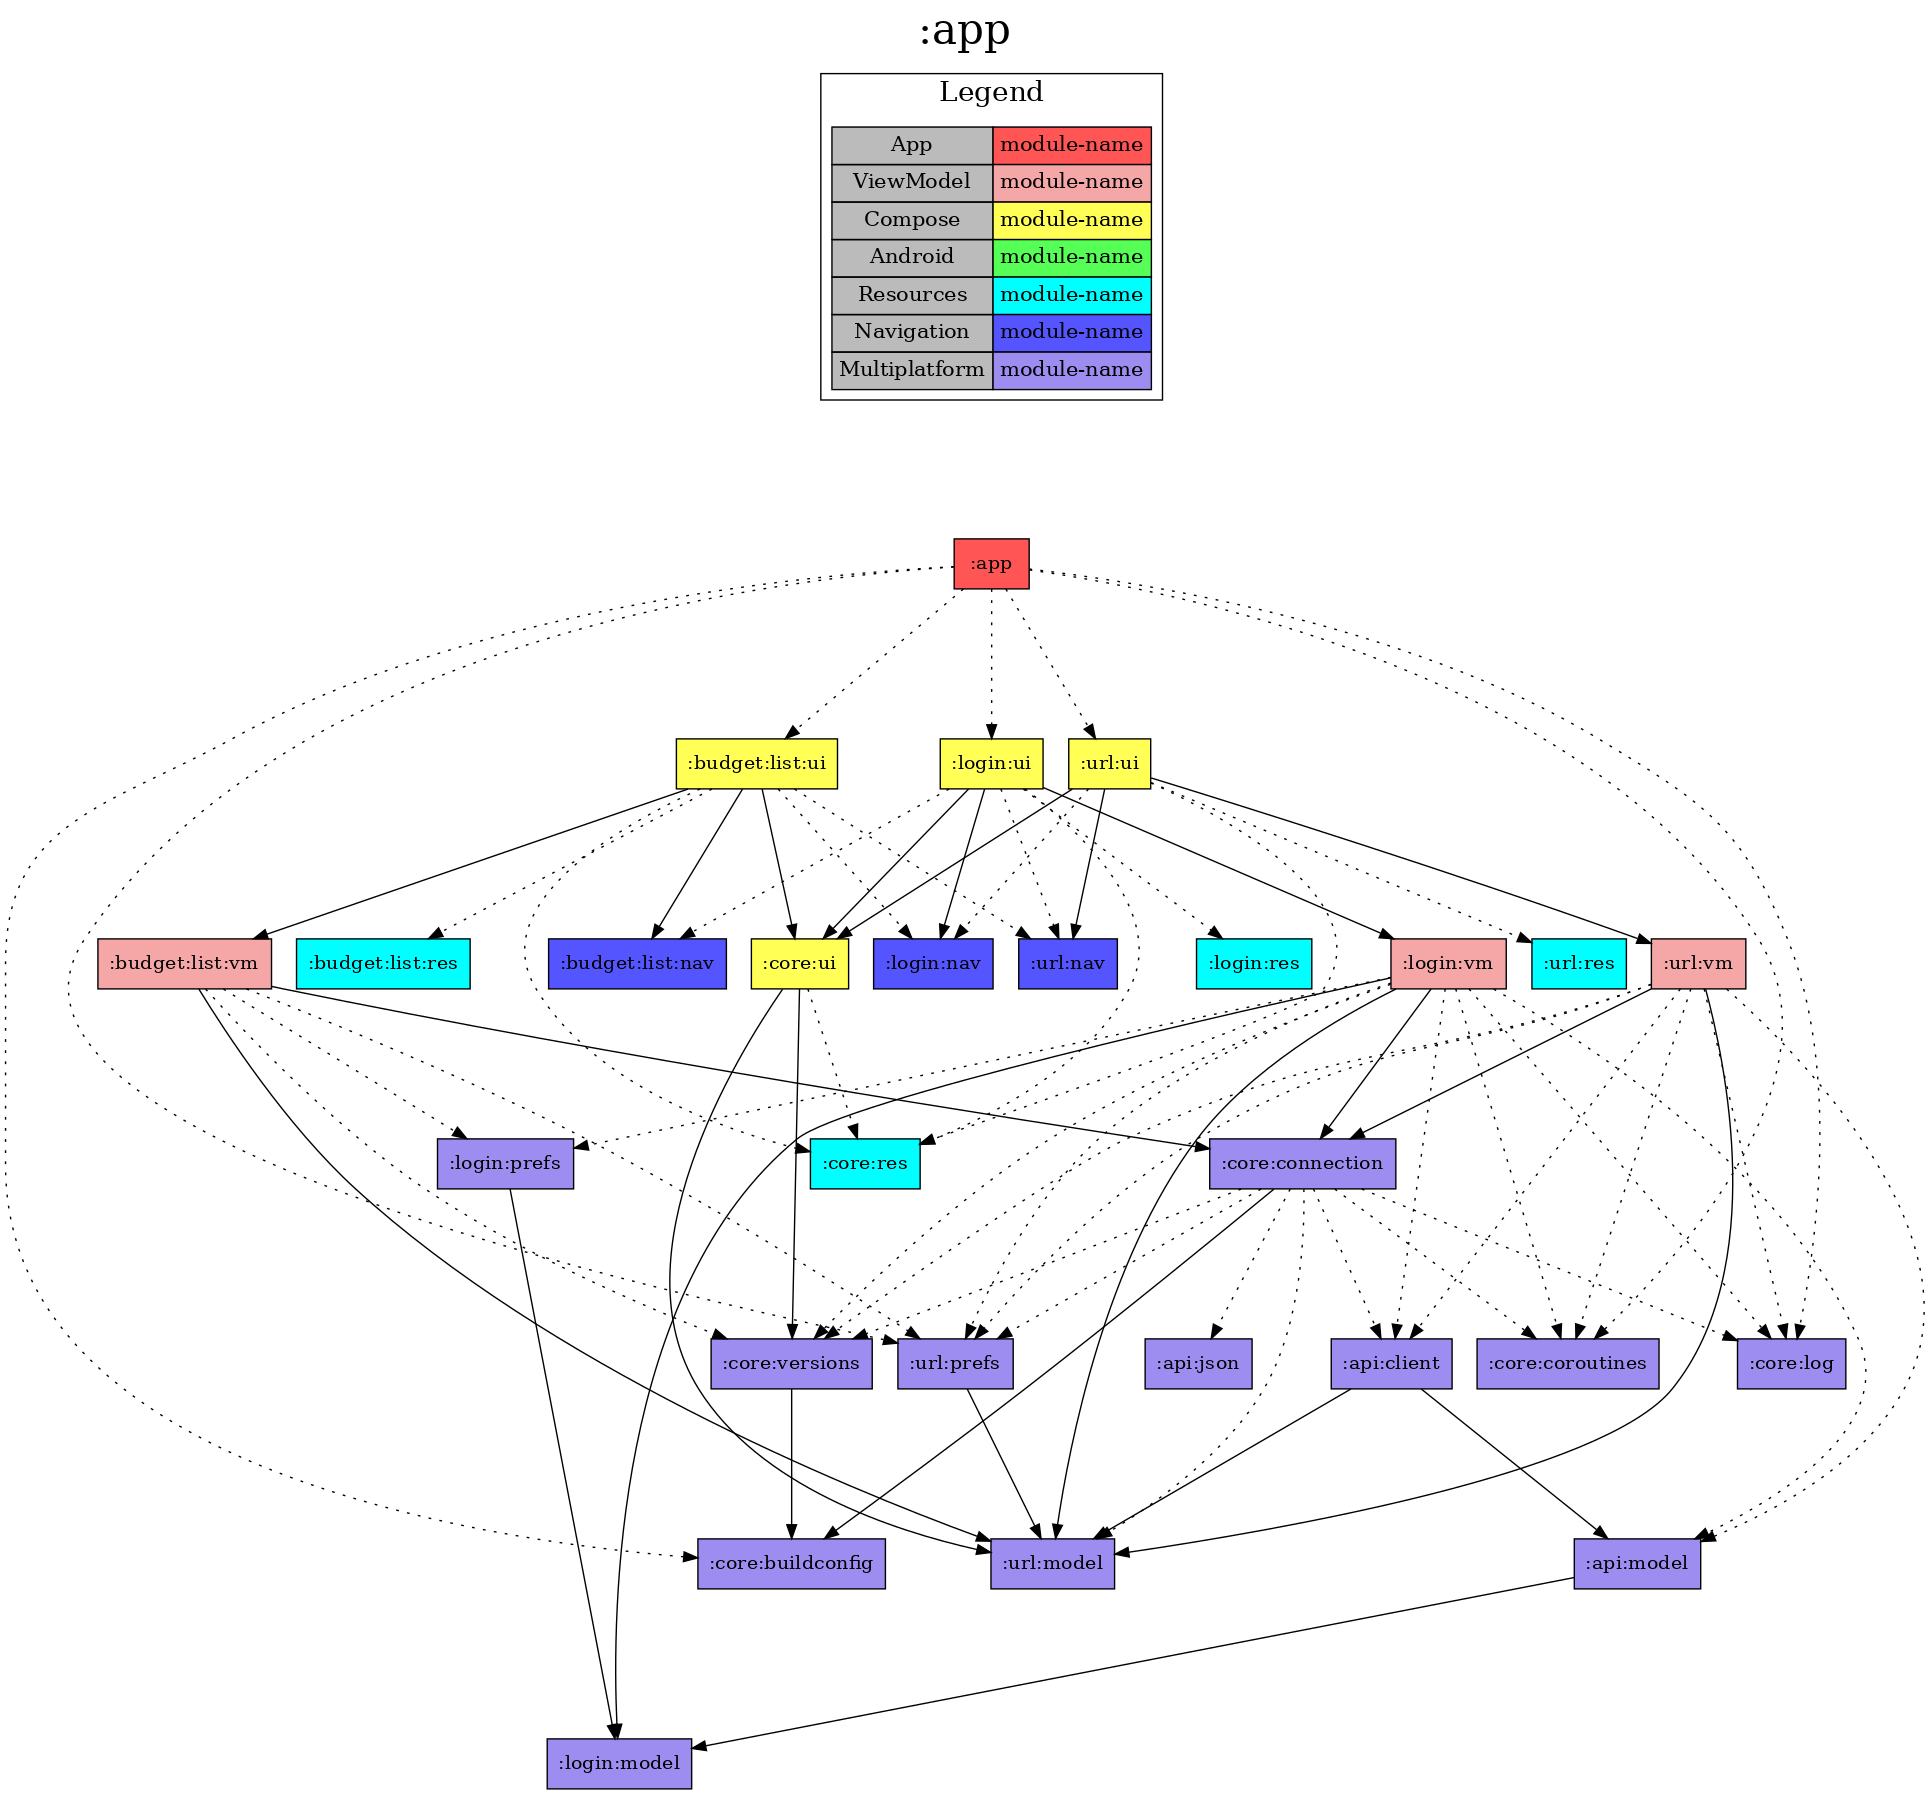 :app
Legend
App module-name
ViewModel module-name
Compose module-name
Android module-name
Resources module-name
Navigation module-name
Multiplatform module-name
:app
:budget:list:ui :login:ui :url:ui
:budget:list:vm :budget:list:res :budget:list:nav :core:ui :login:nav :url:nav :login:res :login:vm :url:res :url:vm
:login:prefs :core:res :core:connection
:core:versions :url:prefs :api:json :api:client :core:coroutines :core:log
:core:buildconfig :url:model :api:model
:login:model